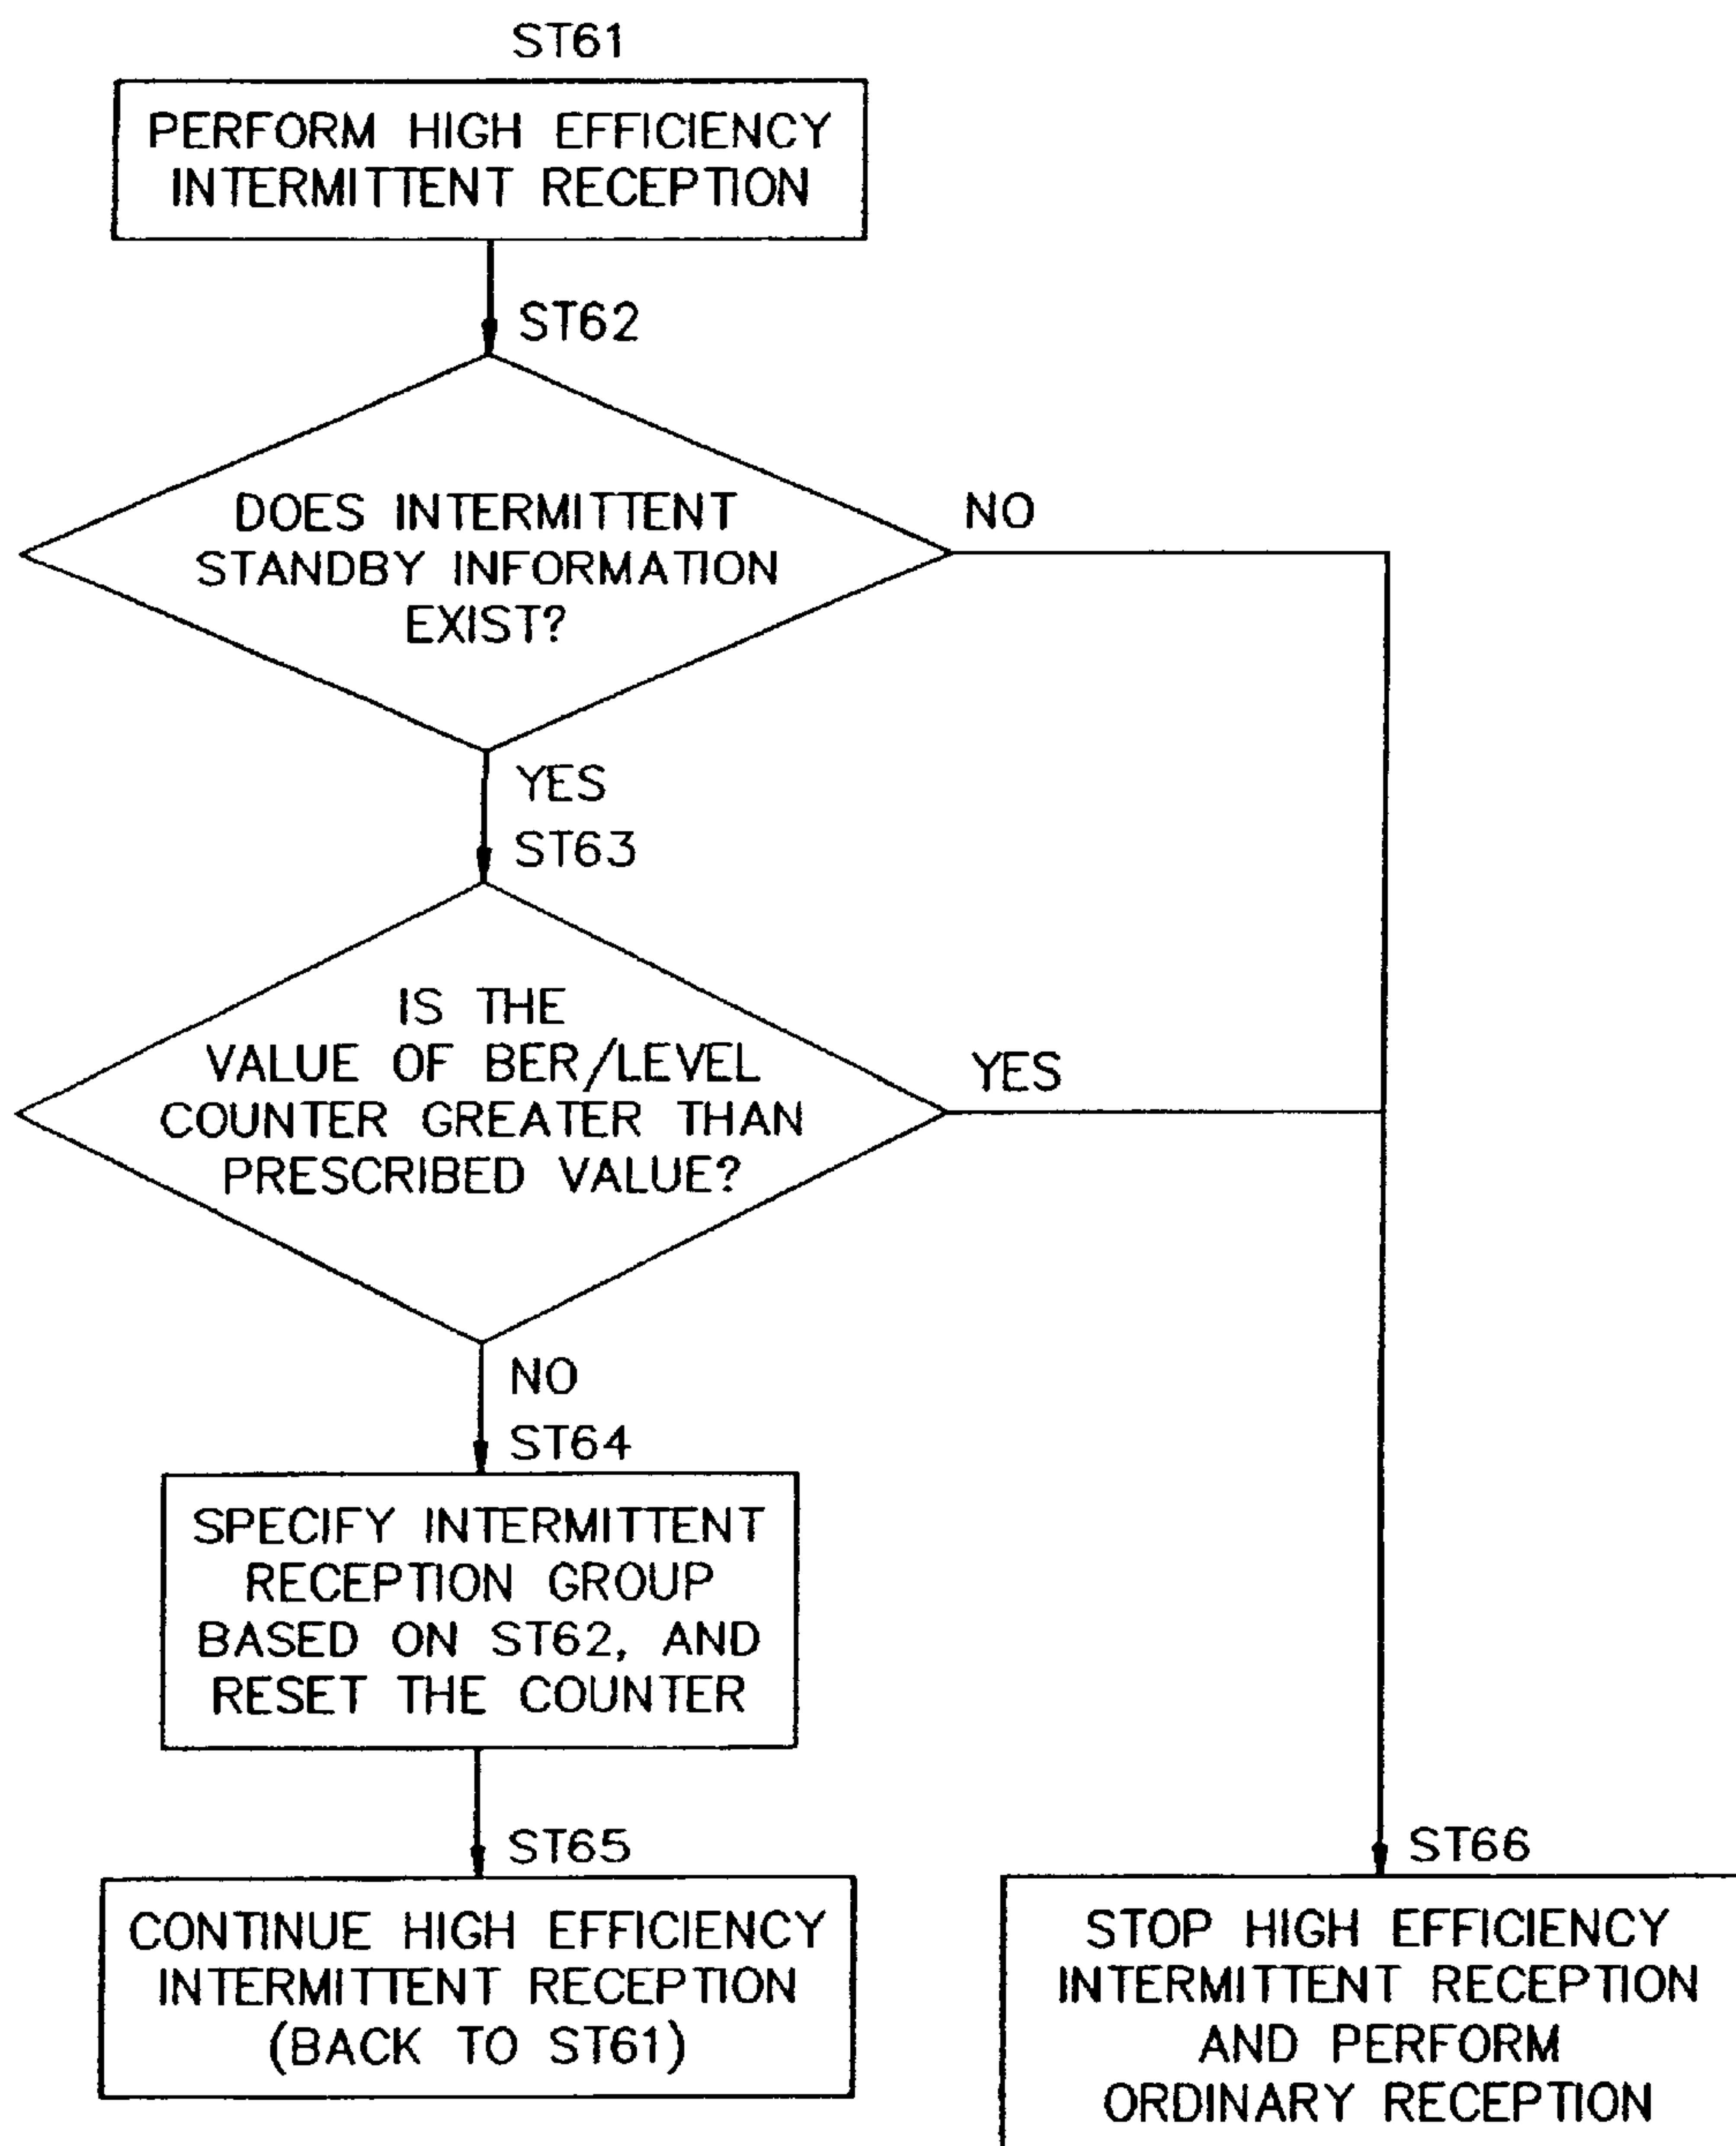 ST61
PERFORM HIGH EFFICIENCY
INTERMITTENT RECEPTION
ST62
DOES INTERMITTENT
STANDBY INFORMATION
EXIST?
NO
YES
ST63
IS THE
VALUE OF BER/LEVEL
COUNTER GREATER THAN
PRESCRIBED VALUE?
YES
NO
ST64
SPECIFY INTERMITTENT
RECEPTION GROUP
BASED ON ST62, AND
RESET THE COUNTER
ST65
CONTINUE HIGH EFFICIENCY
INTERMITTENT RECEPTION
(BACK TO ST61)
ST66
STOP HIGH EFFICIENCY
INTERMITTENT RECEPTION
AND PERFORM
ORDINARY RECEPTION